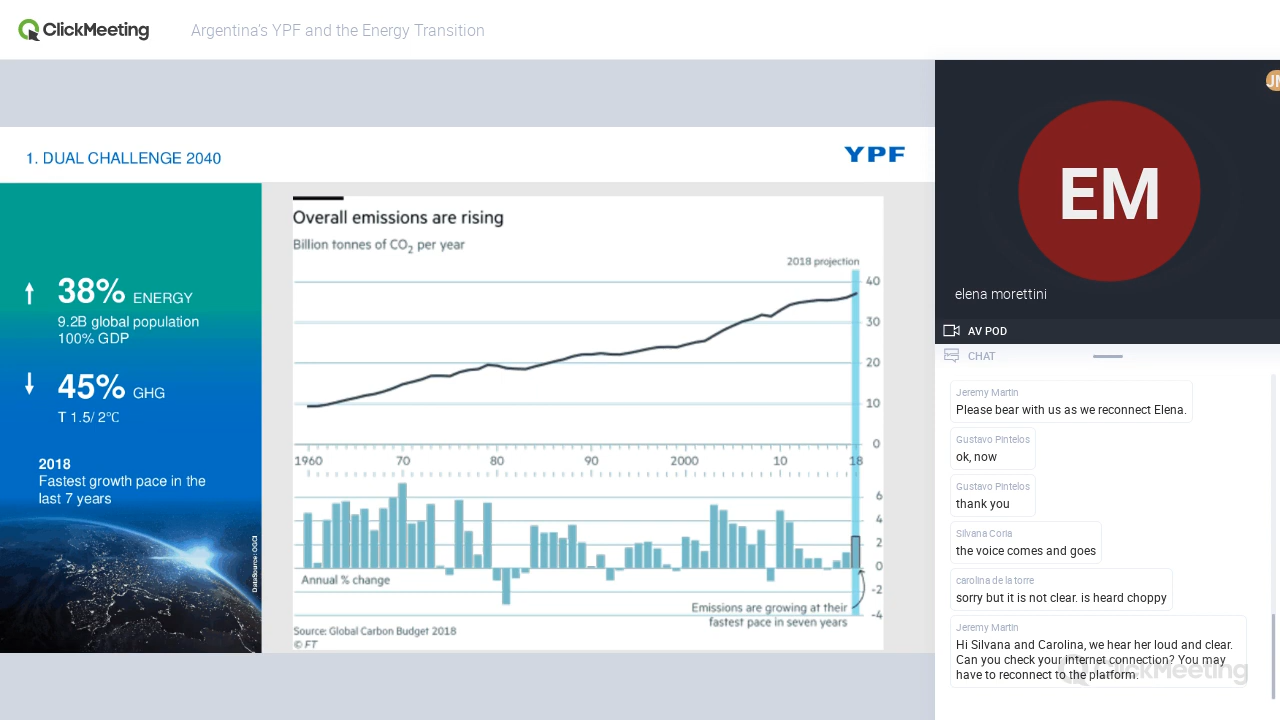 ClickMeeting
Argentina's YPF and the Energy Transition
1. DUAL CHALLENGE 2040
YPF
38% ENERGY
9.2B global population
100% GDP
45% GHG
T 1.5/ 2°C
2018
Fastest growth pace in the
last 7 years
DataSource: OGCI
Overall emissions are rising
Billion tonnes of CO2 per year
2018 projection
40
30
20
10
0
1960 70 80 90 2000 10 18
6
4
2
0
-2
-4
Annual % change
Emissions are growing at their
fastest pace in seven years
Source: Global Carbon Budget 2018
© FT
JM
EM
elena morettini
AV POD
CHAT
Jeremy Martin
Please bear with us as we reconnect Elena.
Gustavo Pintelos
ok, now
Gustavo Pintelos
thank you
Silvana Coria
the voice comes and goes
carolina de la torre
sorry but it is not clear. is heard choppy
Jeremy Martin
Hi Silvana and Carolina, we hear her loud and clear.
Can you check your internet connection? You may
have to reconnect to the platform.
ClickMeeting